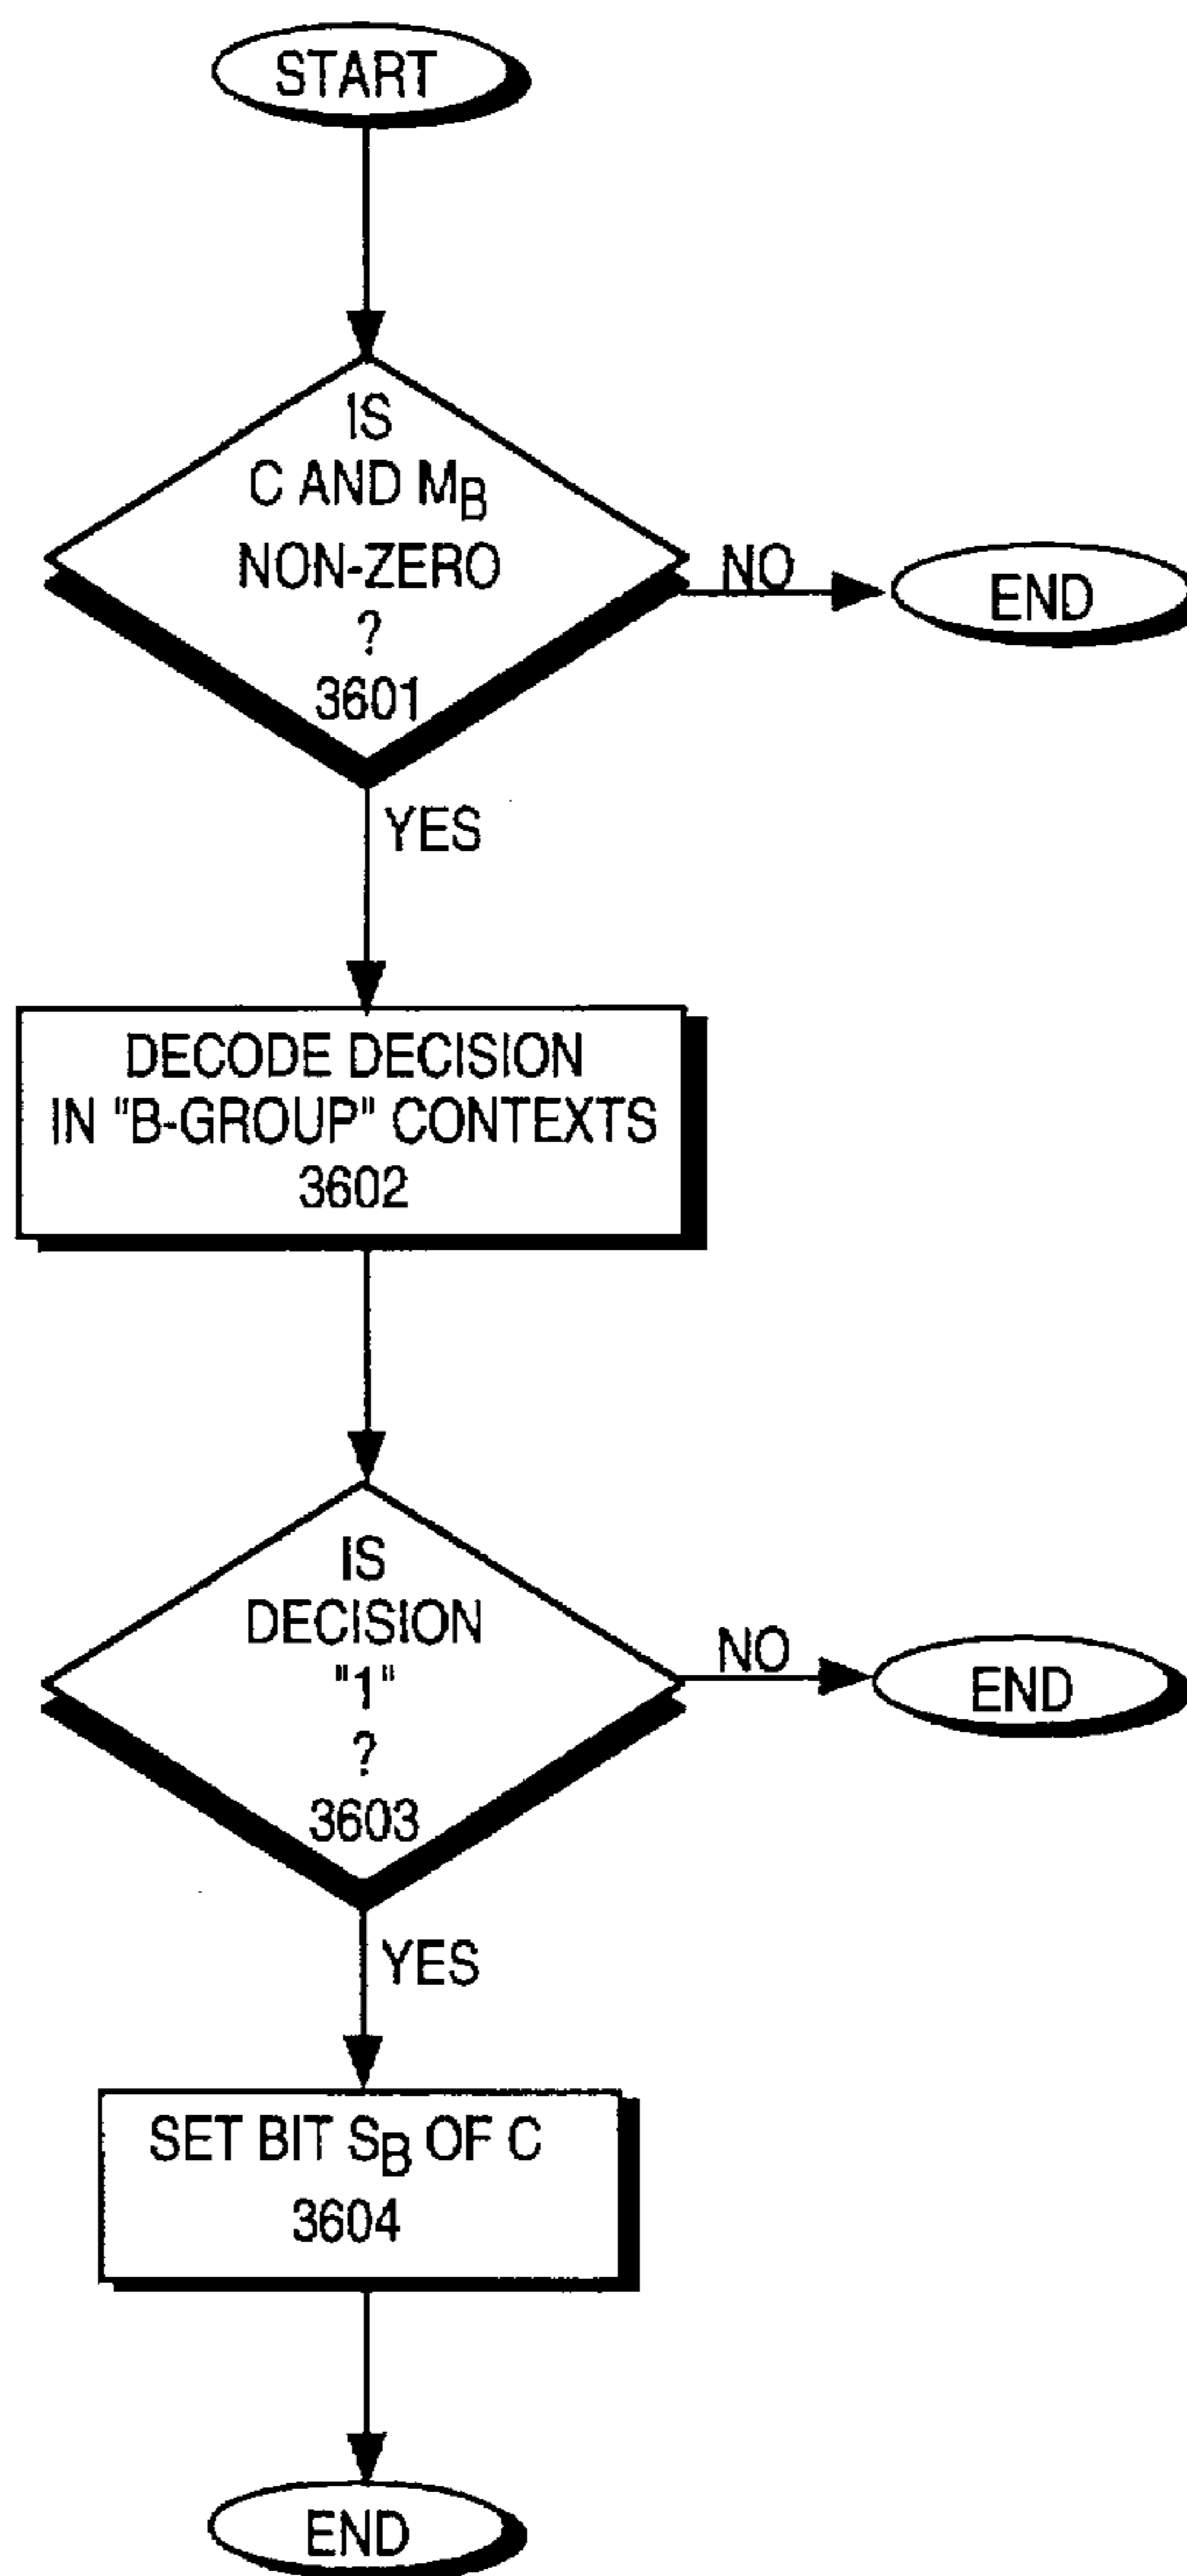 START
IS
C AND MB
NON-ZERO
?
3601
NO
END
YES
DECODE DECISION
IN "B-GROUP" CONTEXTS
3602
IS
DECISION
"1"
?
3603
NO
END
YES
SET BIT SB OF C
3604
END